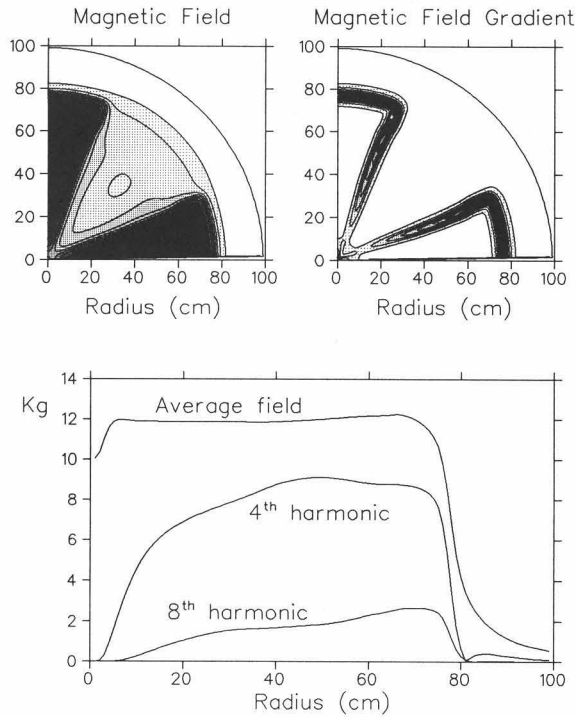 Magnetic Field
Magnetic Field Gradient
100
80
60
40
20
0
0 20 40 60 80 100
Radius (cm)
100
80
60
40
20
0
0 20 40 60 80 100
Radius (cm)
Kg
14
12
10
8
6
4
2
0
Average field
4th harmonic
8th harmonic
0 20 40 60 80 100
Radius (cm)